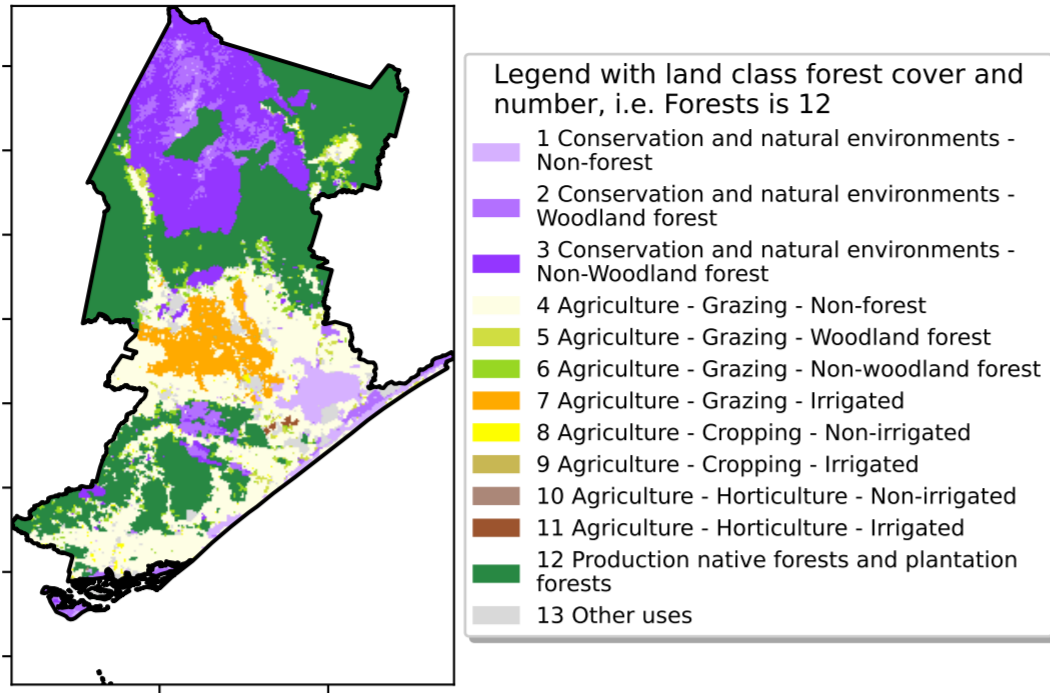 Legend with land class forest cover and
number, i.e. Forests is 12
1 Conservation and natural environments -
Non-forest
2 Conservation and natural environments -
Woodland forest
3 Conservation and natural environments -
Non-Woodland forest
4 Agriculture - Grazing - Non-forest
5 Agriculture - Grazing - Woodland forest
6 Agriculture - Grazing - Non-woodland forest
7 Agriculture - Grazing - Irrigated
8 Agriculture - Cropping - Non-irrigated
9 Agriculture - Cropping - Irrigated
10 Agriculture - Horticulture - Non-irrigated
11 Agriculture - Horticulture - Irrigated
12 Production native forests and plantation
forests
13 Other uses